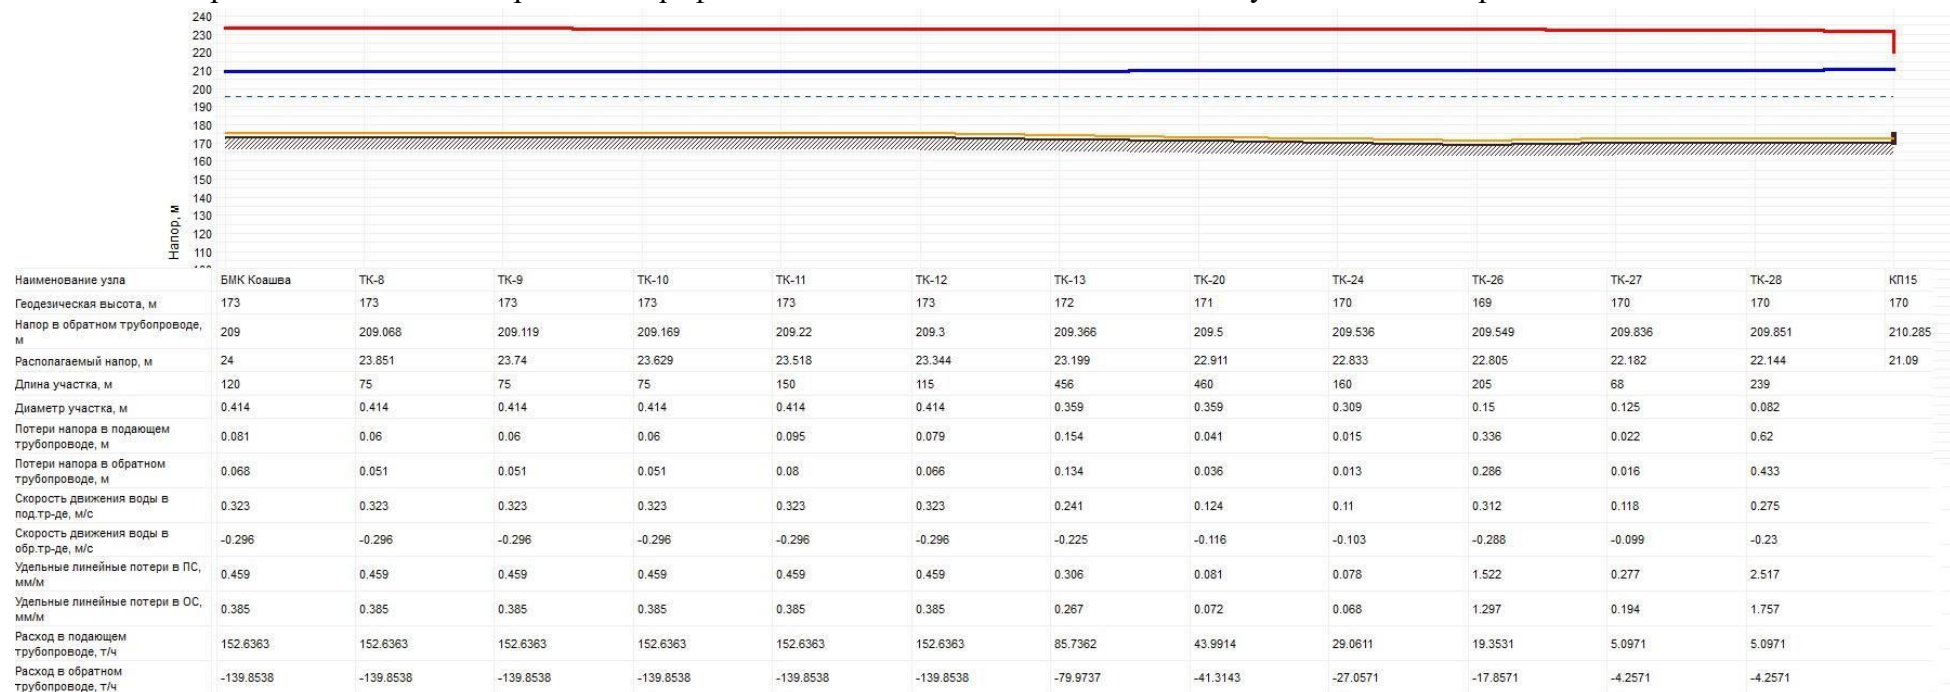 240
230
220
210
200
190
180
170
160
150
140
130
120
110
Напор, м
Наименование узла БМК Коашва ТК-8 ТК-9 ТК-10 ТК-11 ТК-12 ТК-13 ТК-20 ТК-24 ТК-26 ТК-27 ТК-28 КП15
Геодезическая высота, м 173 173 173 173 173 173 172 171 170 169 170 170 170
Напор в обратном трубопроводе,
м 209 209.068 209.119 209.169 209.22 209.3 209.366 209.5 209.536 209.549 209.836 209.851 210.285
Располагаемый напор, м 24 23.851 23.74 23.629 23.518 23.344 23.199 22.911 22.833 22.805 22.182 22.144 21.09
Длина участка, м 120 75 75 75 150 115 456 460 160 205 68 239
Диаметр участка, м 0.414 0.414 0.414 0.414 0.414 0.414 0.359 0.359 0.309 0.15 0.125 0.082
Потери напора в подающем
трубопроводе, м 0.081 0.06 0.06 0.06 0.095 0.079 0.154 0.041 0.015 0.336 0.022 0.62
Потери напора в обратном
трубопроводе, м 0.068 0.051 0.051 0.051 0.08 0.066 0.134 0.036 0.013 0.286 0.016 0.433
Скорость движения воды в
под.тр-де, м/с 0.323 0.323 0.323 0.323 0.323 0.323 0.241 0.124 0.11 0.312 0.118 0.275
Скорость движения воды в
обр.тр-де, м/с -0.296 -0.296 -0.296 -0.296 -0.296 -0.296 -0.225 -0.116 -0.103 -0.288 -0.099 -0.23
Удельные линейные потери в ПС,
мм/м 0.459 0.459 0.459 0.459 0.459 0.459 0.306 0.081 0.078 1.522 0.277 2.517
Удельные линейные потери в ОС,
мм/м 0.385 0.385 0.385 0.385 0.385 0.385 0.267 0.072 0.068 1.297 0.194 1.757
Расход в подающем
трубопроводе, т/ч 152.6363 152.6363 152.6363 152.6363 152.6363 152.6363 85.7362 43.9914 29.0611 19.3531 5.0971 5.0971
Расход в обратном
трубопроводе, т/ч -139.8538 -139.8538 -139.8538 -139.8538 -139.8538 -139.8538 -79.9737 -41.3143 -27.0571 -17.8571 -4.2571 -4.2571